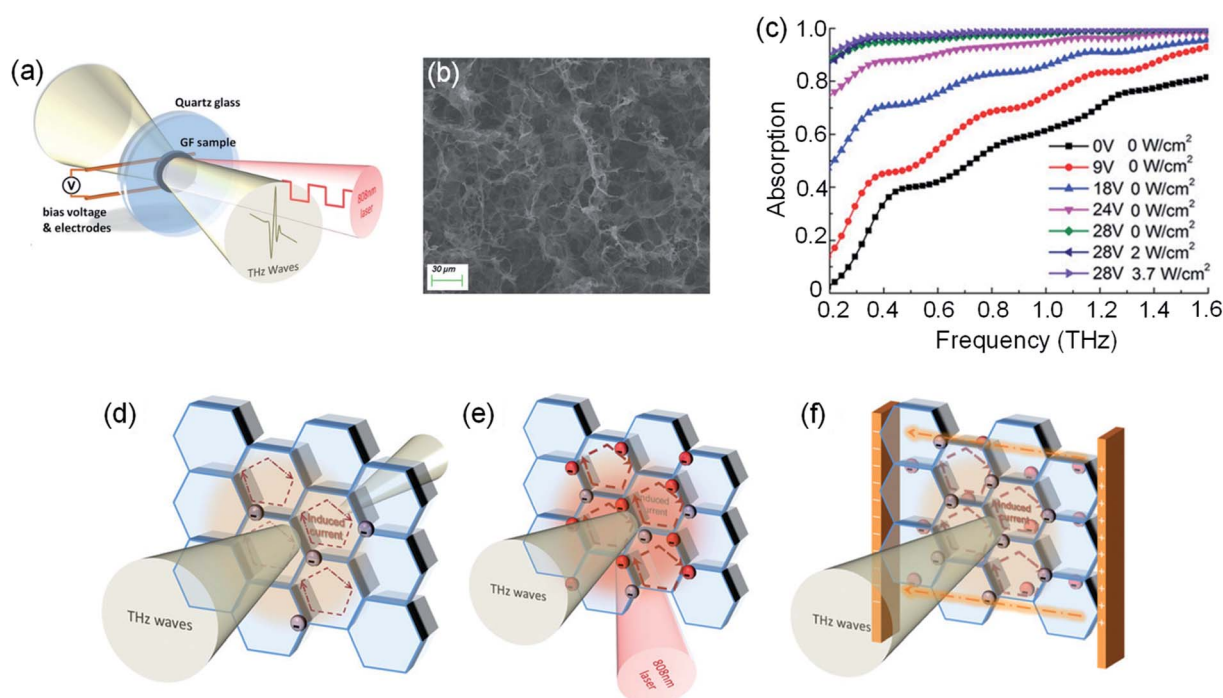 (a)
Quartz glass
GF sample
V
bias voltage
& electrodes
808nm
laser
THz Waves
(b)
30 µm
(c)
Absorption
1.0
0.8
0.6
0.4
0.2
0
0.2 0.4 0.6 0.8 1.0 1.2 1.4 1.6
Frequency (THz)
0V 0 W/cm²
9V 0 W/cm²
18V 0 W/cm²
24V 0 W/cm²
28V 0 W/cm²
28V 2 W/cm²
28V 3.7 W/cm²
(d)
Induced
current
THz waves
(e)
Induced
current
THz waves
808nm
laser
(f)
Induced
current
THz waves